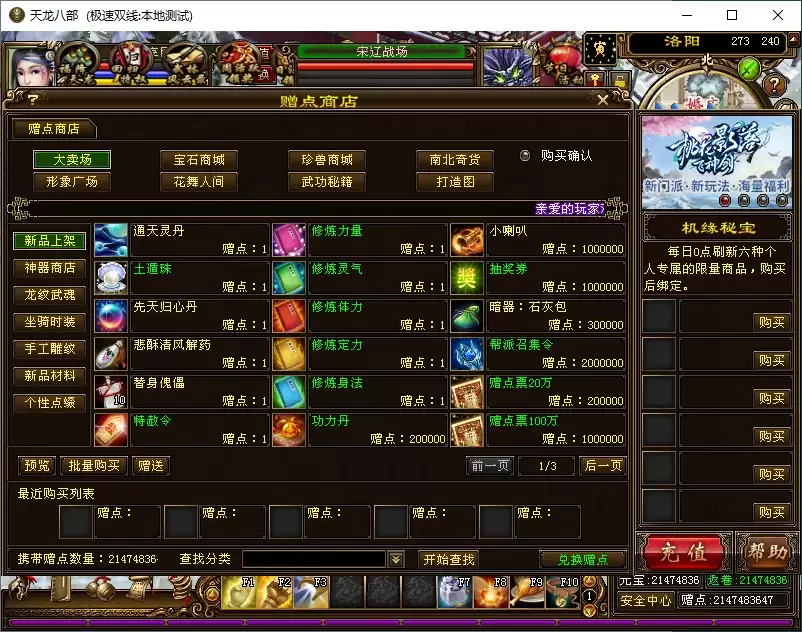 天龙八部 (极速双线:本地测试)
宋辽战场
洛阳 273 240
北
赠点商店
赠点商店
大卖场 宝石商城 珍兽商城 南北奇货 购买确认
形象广场 花舞人间 武功秘籍 打造图
新门派·新玩法·海量福利
亲爱的玩家
机缘秘宝
每日0点刷新六种个人专属的限量商品，购买后绑定。
新品上架
神器商店
龙纹武魂
坐骑时装
手工雕纹
新品材料
个性点缀
通天灵丹 赠点：1
修炼力量 赠点：1
小喇叭 赠点：1000000
土遁珠 赠点：1
修炼灵气 赠点：1
抽奖券 赠点：1000000
先天归心丹 赠点：1
修炼体力 赠点：1
暗器：石灰包 赠点：300000
悲酥清风解药 赠点：1
修炼定力 赠点：1
帮派召集令 赠点：2000000
替身傀儡 赠点：1
10
修炼身法 赠点：1
赠点票20万 赠点：200000
特赦令 赠点：1
功力丹 赠点：200000
赠点票100万 赠点：1000000
奖
购买
购买
购买
购买
购买
购买
预览 批量购买 赠送 前一页 1/3 后一页
最近购买列表
赠点： 赠点： 赠点： 赠点： 赠点：
携带赠点数量：21474836 查找分类 开始查找 兑换赠点
充值 帮助
F1 F2 F3 F7 F8 F9 F10 1
元宝:21474836 返卷:21474836
安全中心 赠点:2147483647